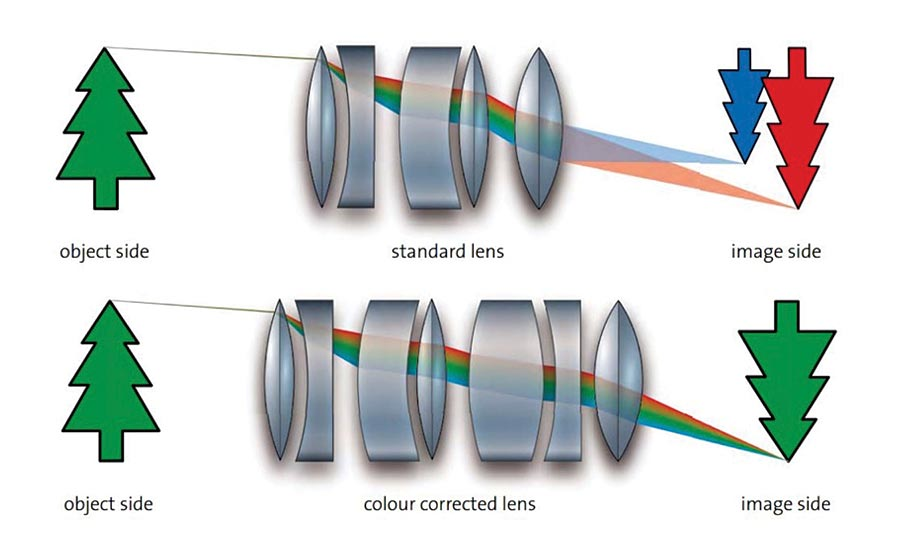 object side
standard lens
image side
object side
colour corrected lens
image side